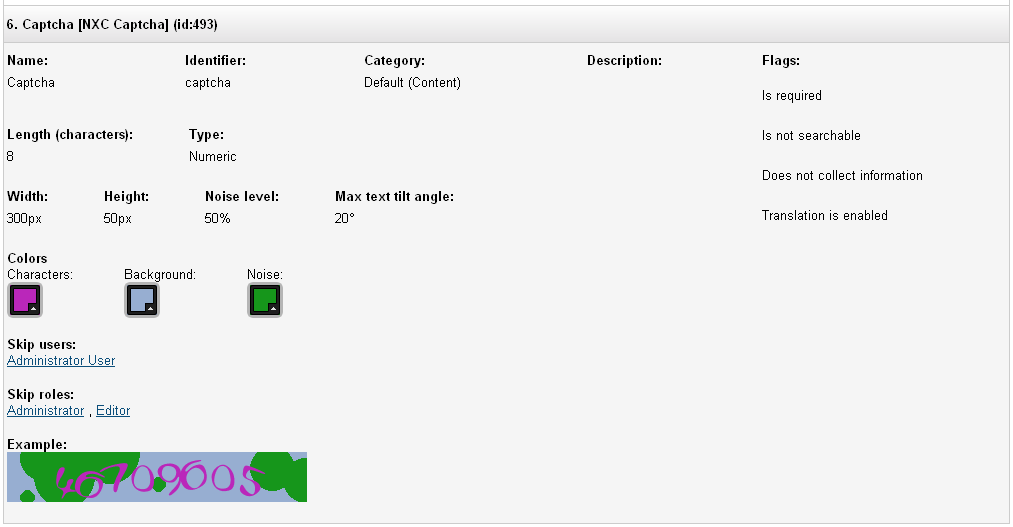 6. Captcha [NXC Captcha] (id:493)
Name: Identifier: Category: Description: Flags:
Captcha captcha Default (Content)
Is required
Length (characters): Type:
Is not searchable
8 Numeric
Does not collect information
Width: Height: Noise level: Max text tilt angle:
300px 50px 50% 20°
Translation is enabled
Colors
Characters: Background: Noise:
Skip users:
Administrator User
Skip roles:
Administrator , Editor
Example:
46709605